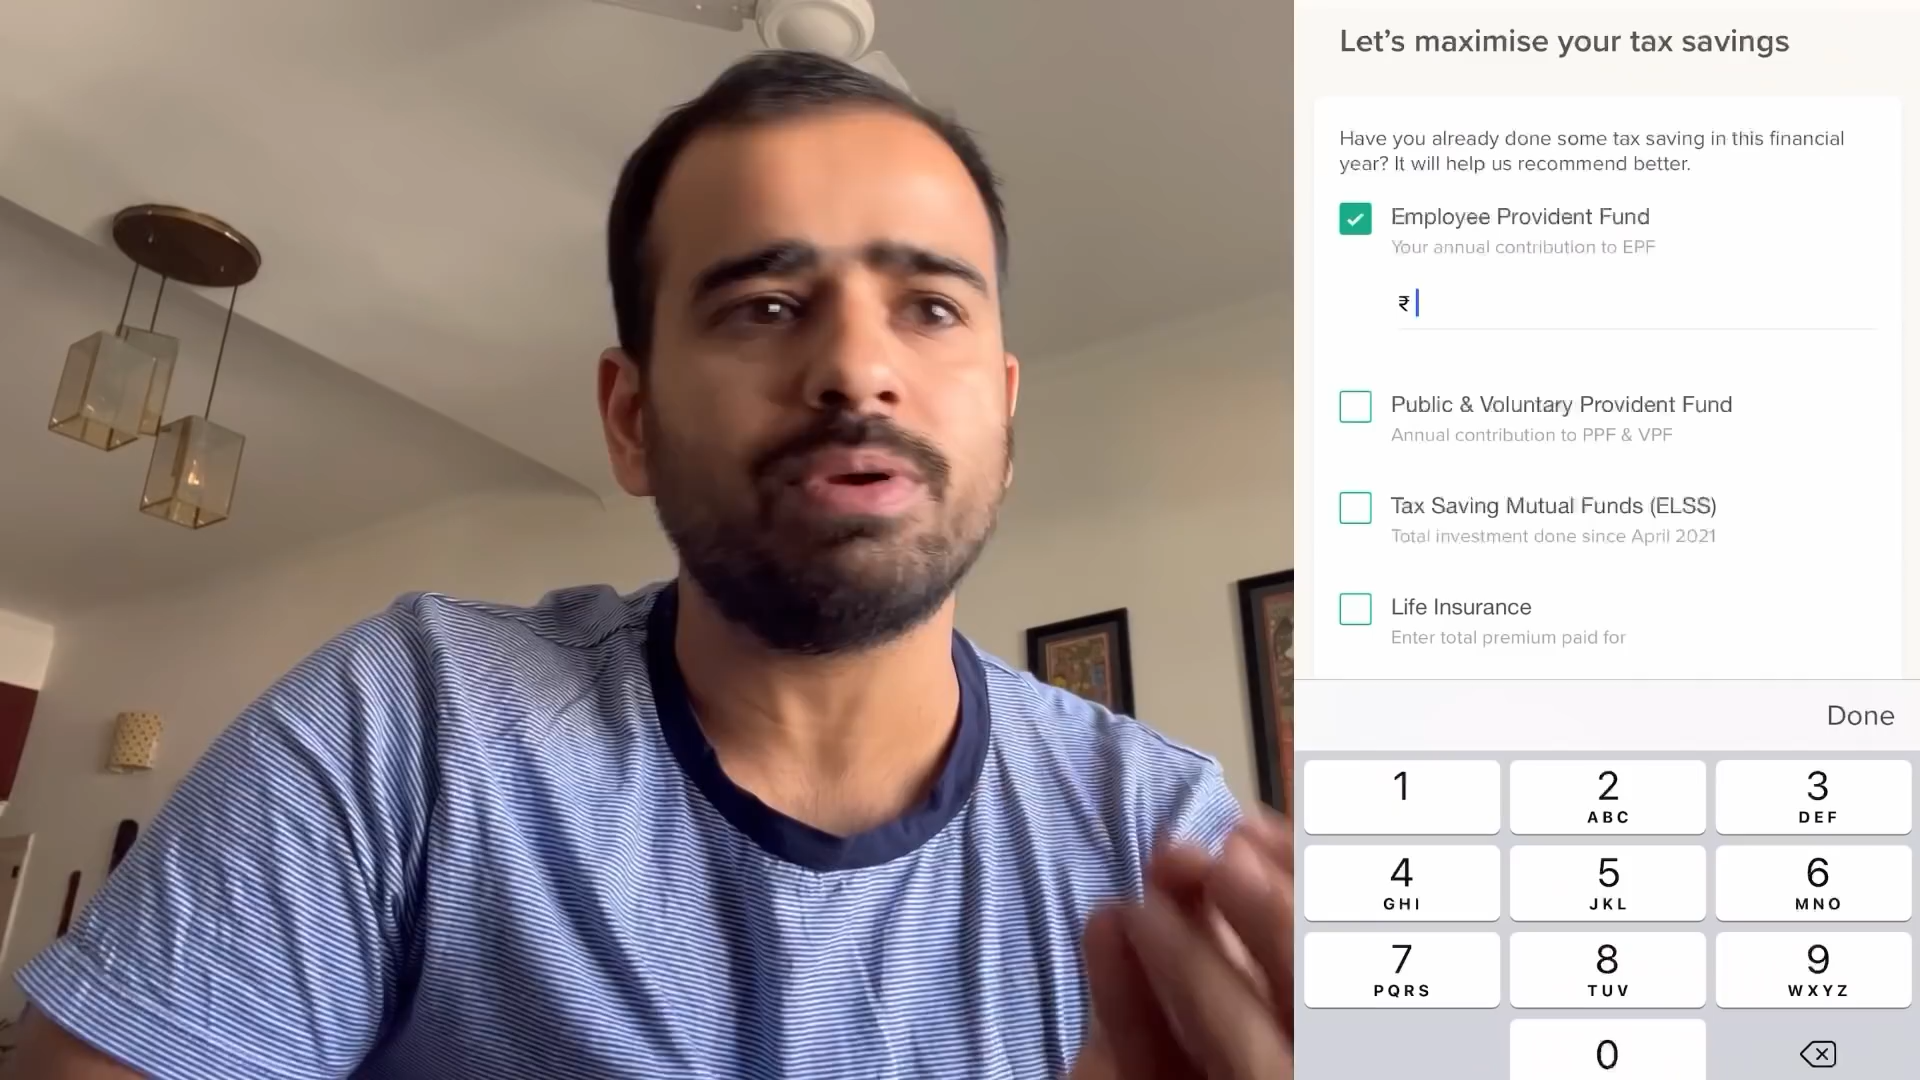 Let’s maximise your tax savings
Have you already done some tax saving in this financial
year? It will help us recommend better.
Employee Provident Fund
Your annual contribution to EPF
₹
Public & Voluntary Provident Fund
Annual contribution to PPF & VPF
Tax Saving Mutual Funds (ELSS)
Total investment done since April 2021
Life Insurance
Enter total premium paid for
Done
1 2 3
ABC DEF
4 5 6
GHI JKL MNO
7 8 9
PQRS TUV WXYZ
0